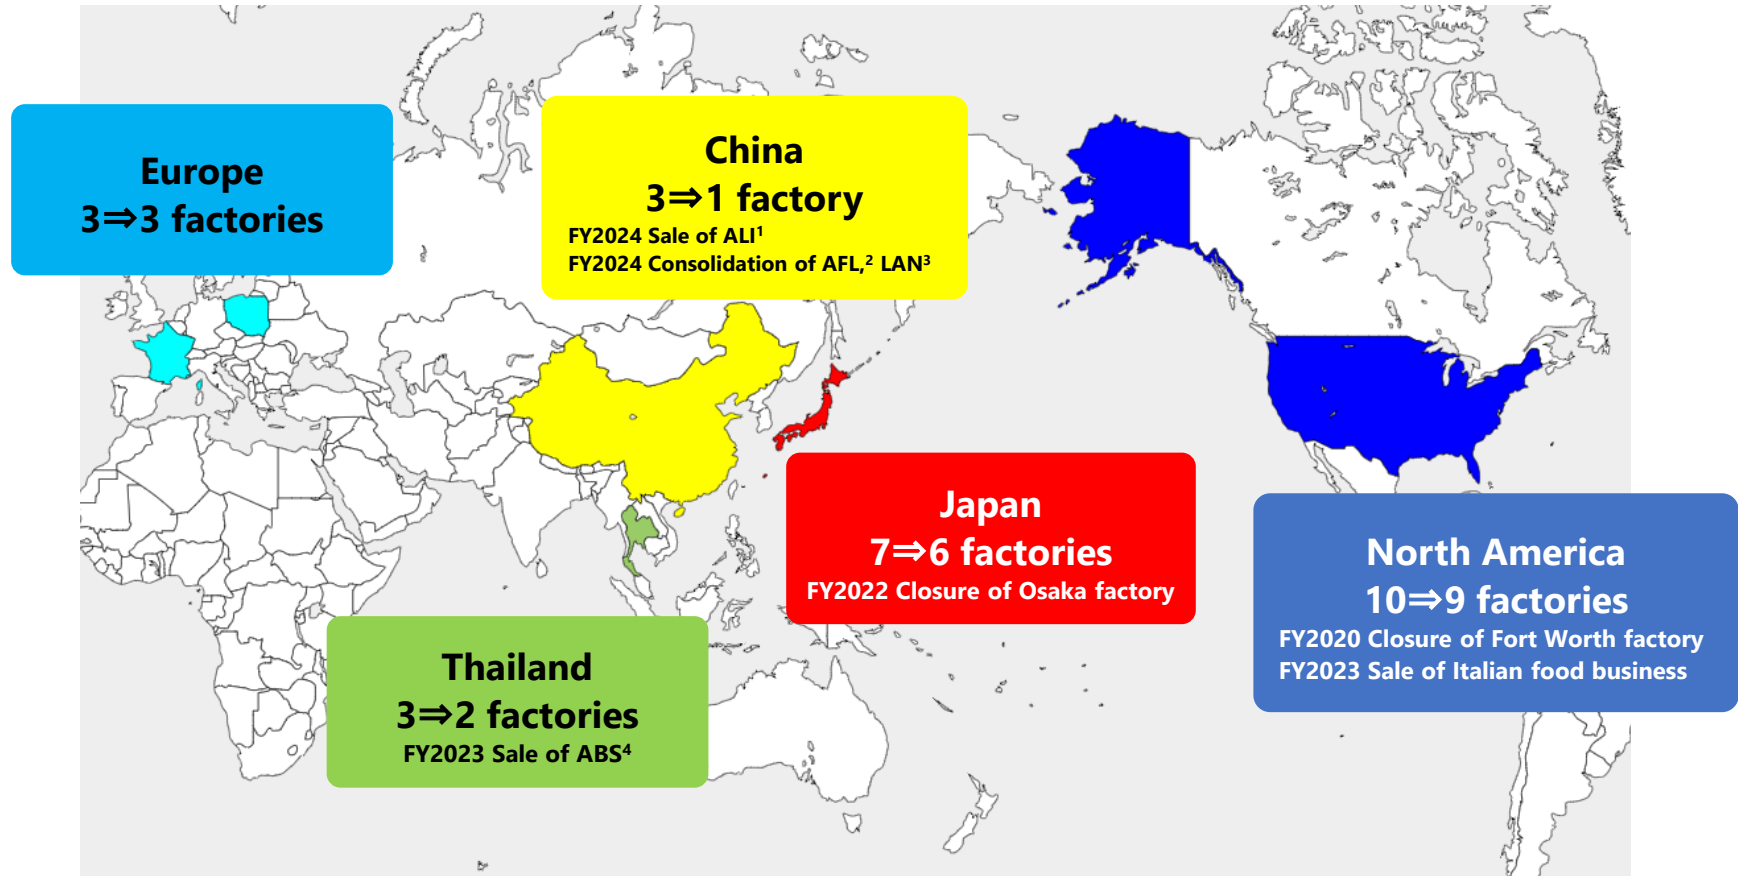 Europe
3⇒3 factories
China
3⇒1 factory
FY2024 Sale of ALI¹
FY2024 Consolidation of AFL,² LAN³
Japan
7⇒6 factories
FY2022 Closure of Osaka factory
North America
10⇒9 factories
FY2020 Closure of Fort Worth factory
FY2023 Sale of Italian food business
Thailand
3⇒2 factories
FY2023 Sale of ABS⁴